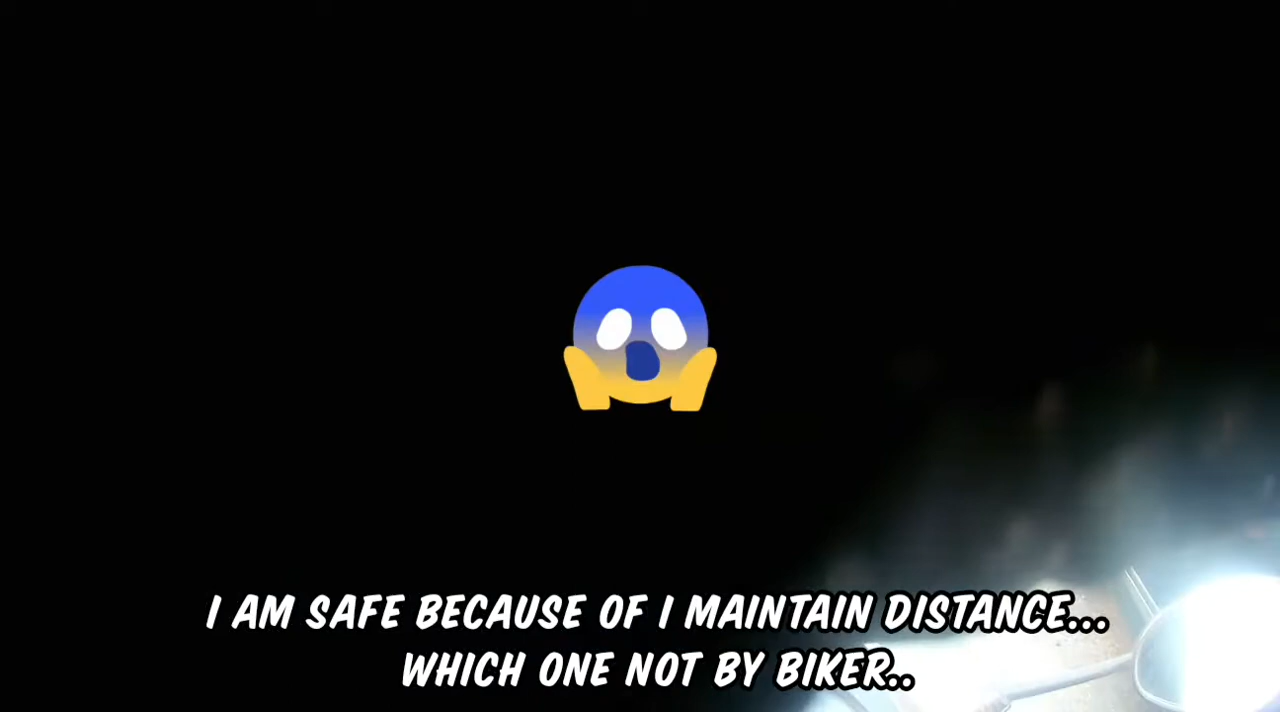 I AM SAFE BECAUSE OF I MAINTAIN DISTANCE...
WHICH ONE NOT BY BIKER..